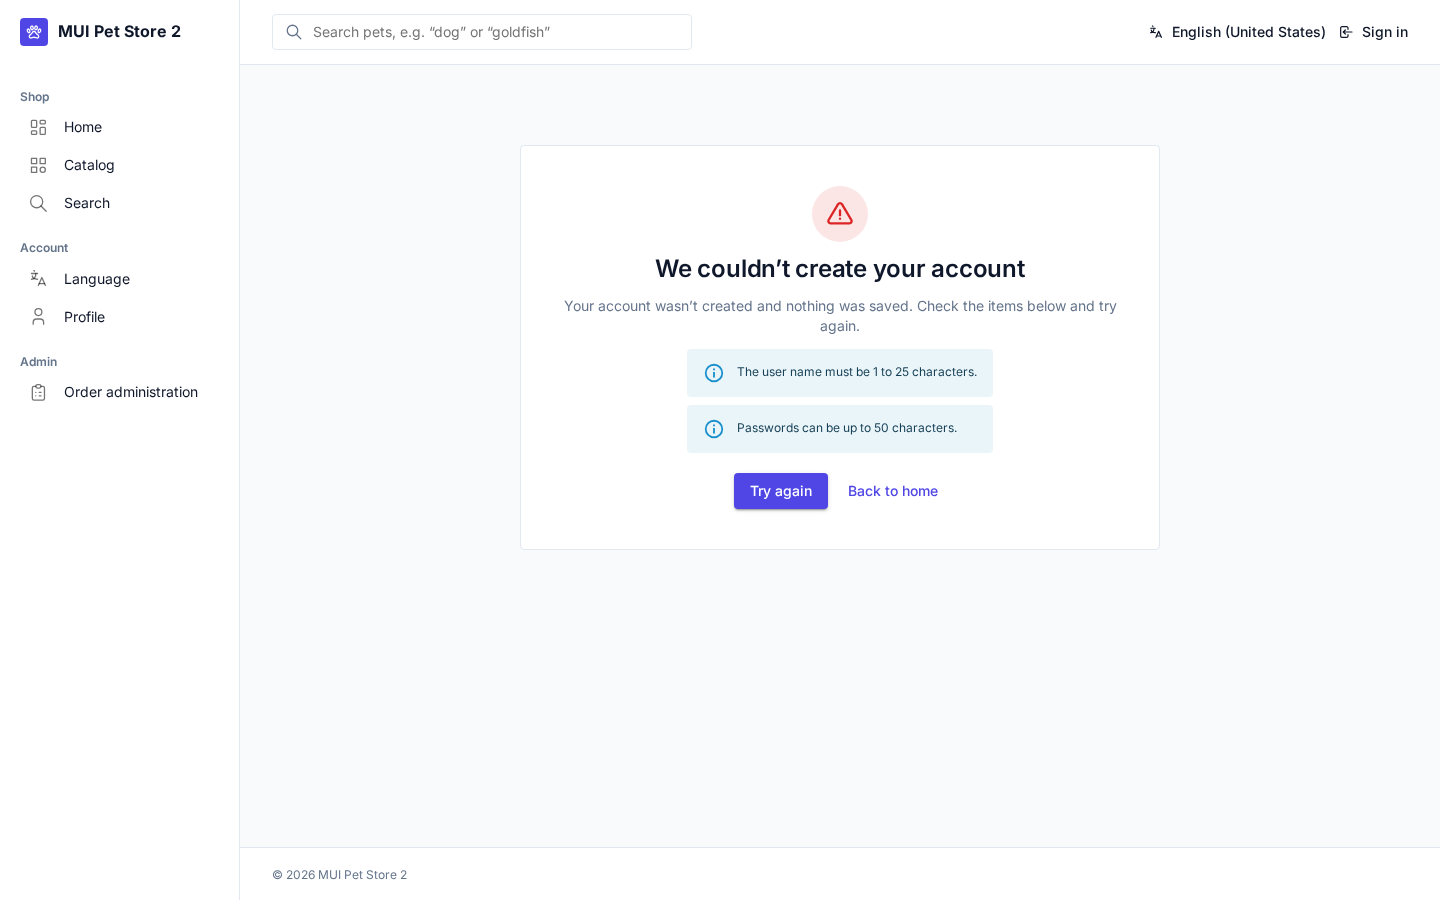 MUI Pet Store 2
Search pets, e.g. “dog” or “goldfish”
English (United States)
Sign in
Shop
Home
Catalog
Search
Account
Language
Profile
Admin
Order administration
We couldn’t create your account
Your account wasn’t created and nothing was saved. Check the items below and try
again.
The user name must be 1 to 25 characters.
Passwords can be up to 50 characters.
Try again
Back to home
© 2026 MUI Pet Store 2